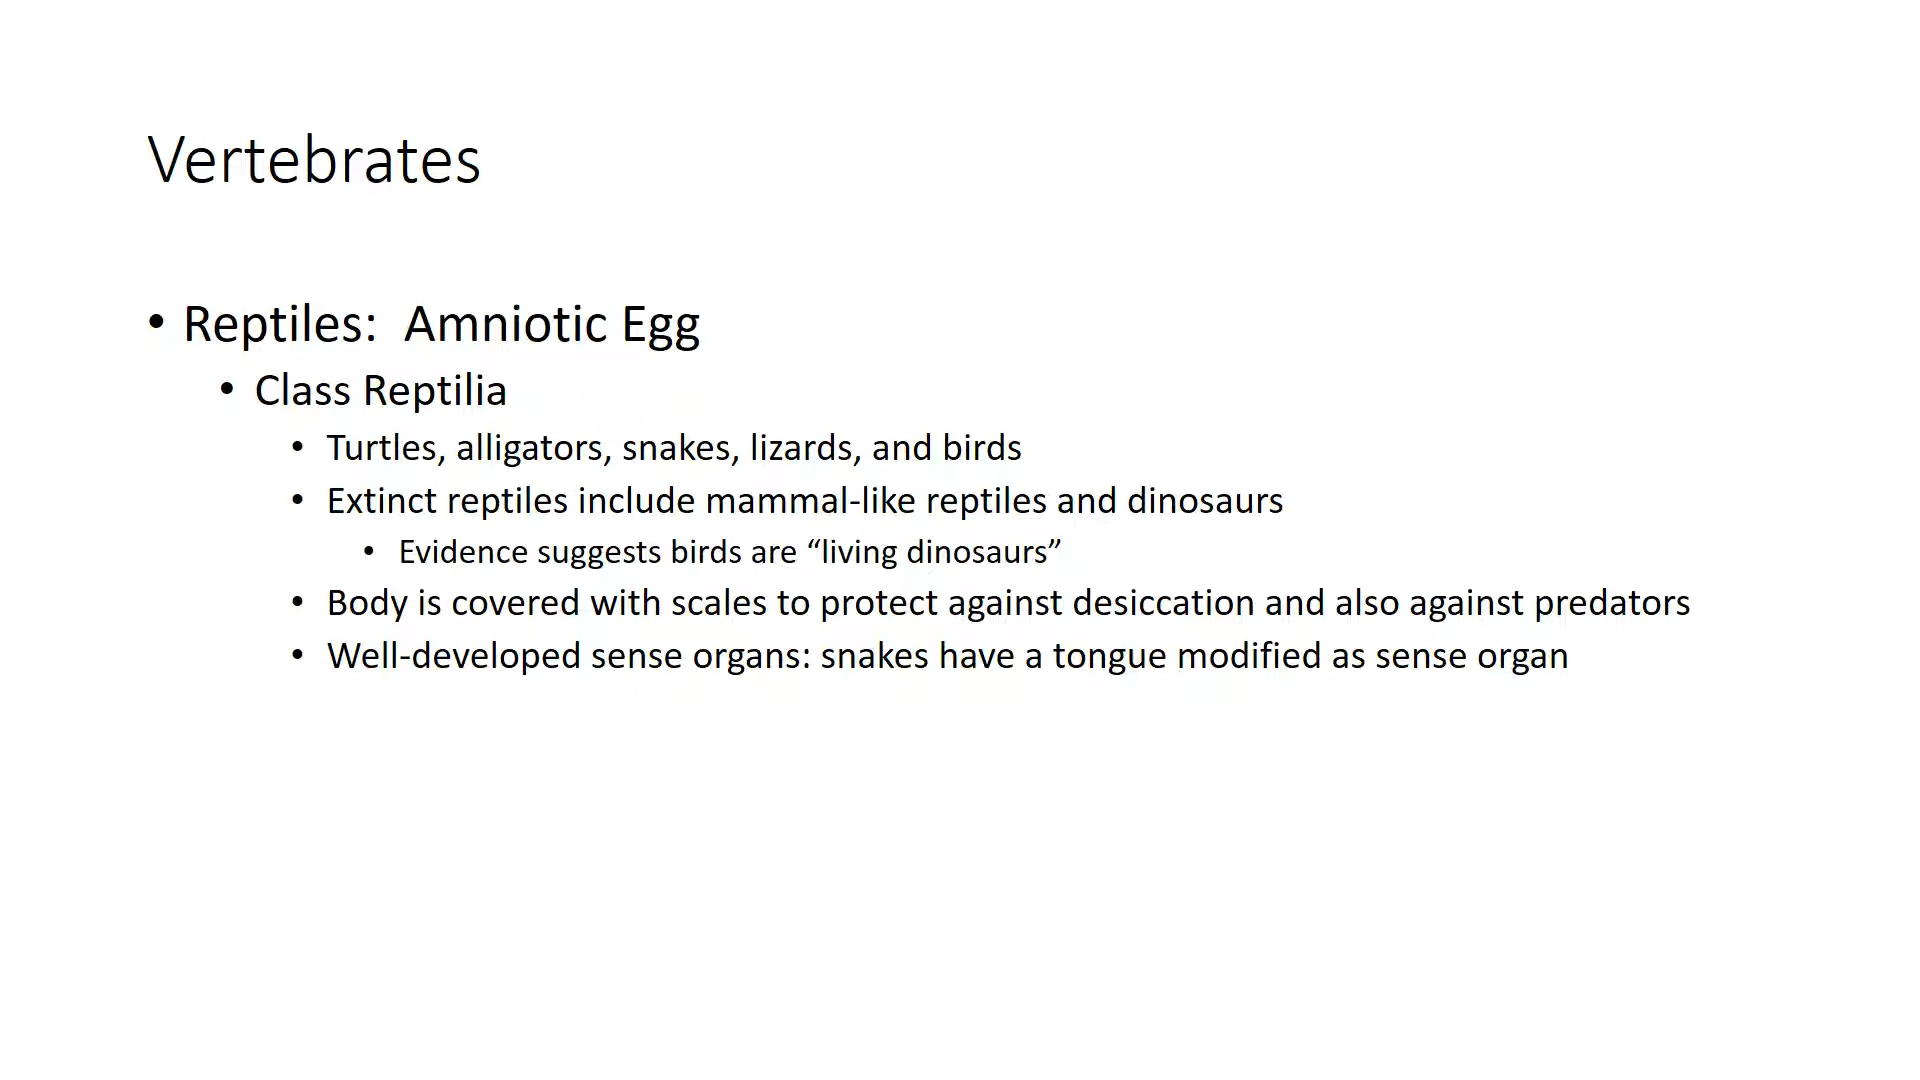 Vertebrates
• Reptiles:  Amniotic Egg
• Class Reptilia
• Turtles, alligators, snakes, lizards, and birds
• Extinct reptiles include mammal-like reptiles and dinosaurs
• Evidence suggests birds are “living dinosaurs”
• Body is covered with scales to protect against desiccation and also against predators
• Well-developed sense organs: snakes have a tongue modified as sense organ